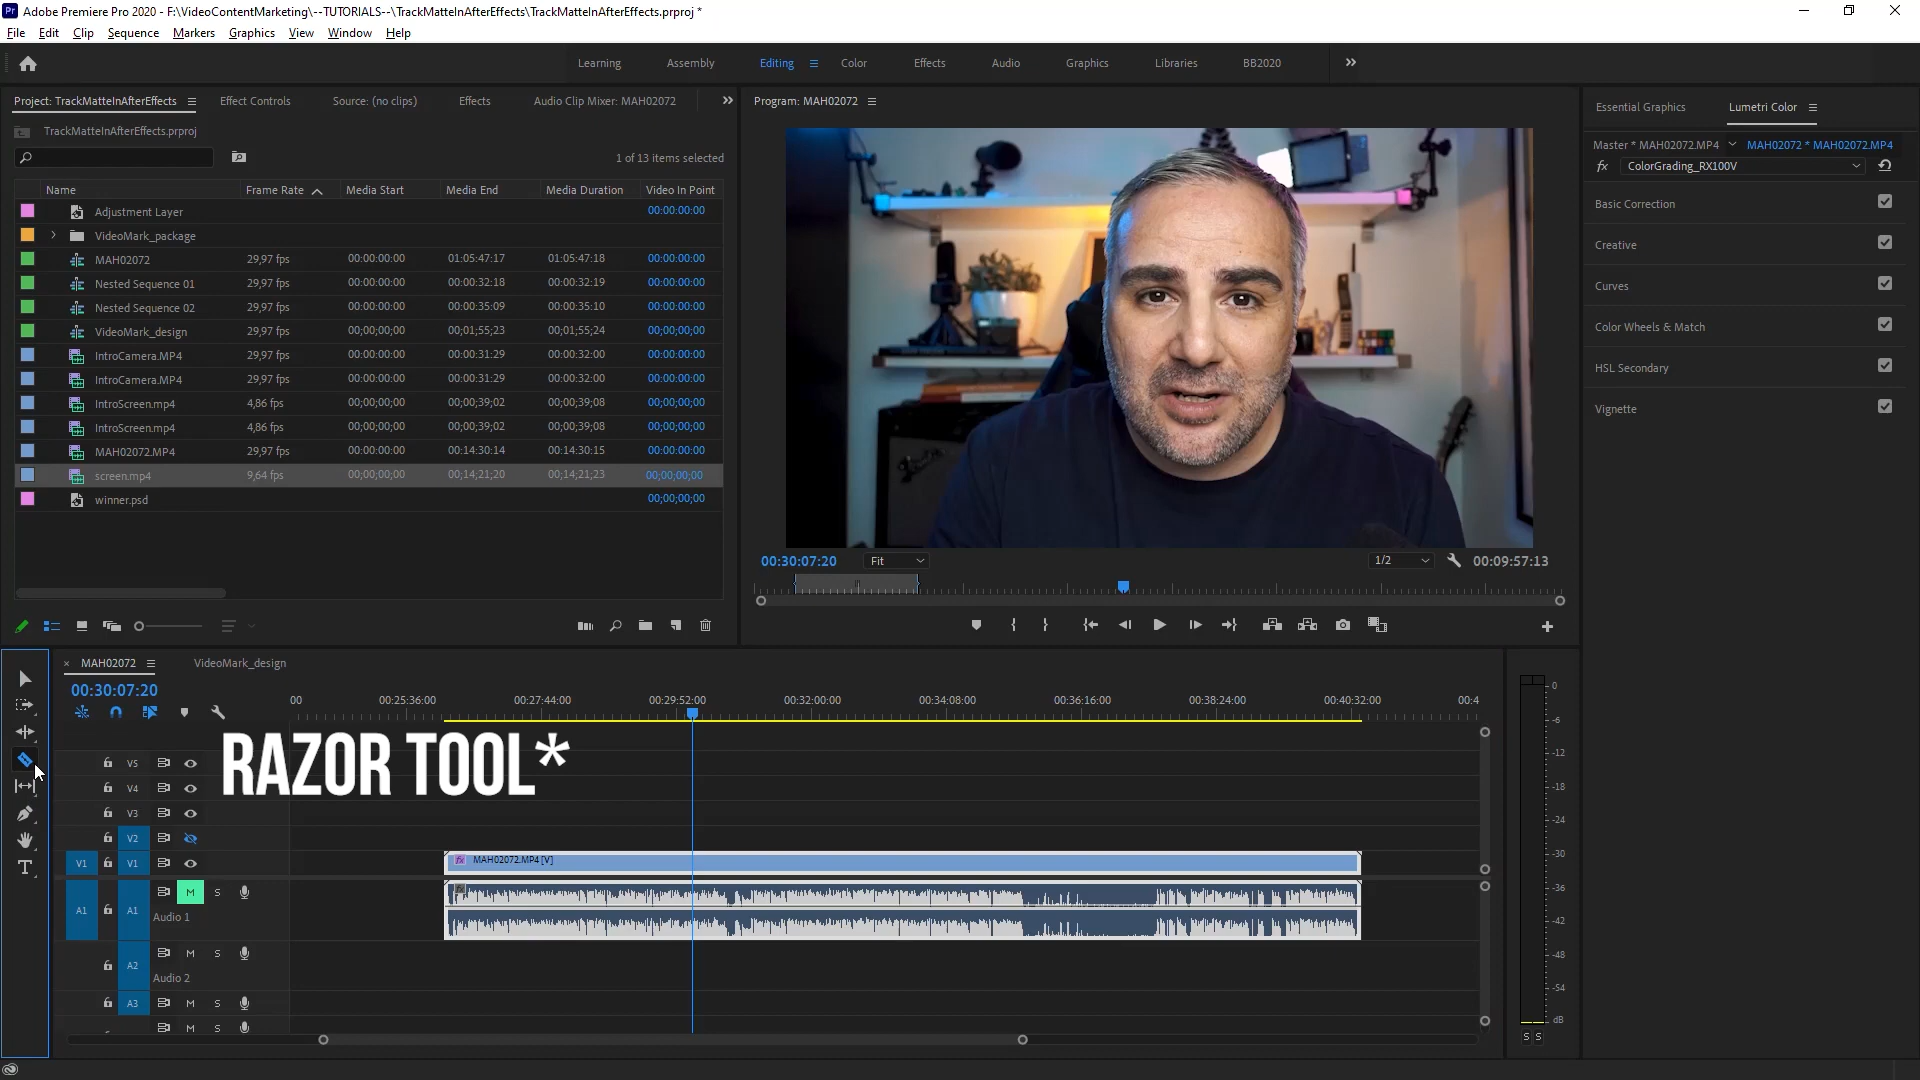 Adobe Premiere Pro 2020 - F:\VideoContentMarketing\--TUTORIALS--\TrackMatteInAfterEffects\TrackMatteInAfterEffects.prproj *
File Edit Clip Sequence Markers Graphics View Window Help
Learning Assembly Editing Color Effects Audio Graphics Libraries BB2020
Project: TrackMatteInAfterEffects Effect Controls Source: (no clips) Effects Audio Clip Mixer: MAH02072
TrackMatteInAfterEffects.prproj
1 of 13 items selected
Name Frame Rate Media Start Media End Media Duration Video In Point
Adjustment Layer 00:00:00:00
VideoMark_package
MAH02072 29,97 fps 00:00:00:00 01:05:47:17 01:05:47:18 00:00:00:00
Nested Sequence 01 29,97 fps 00:00:00:00 00:00:32:18 00:00:32:19 00:00:00:00
Nested Sequence 02 29,97 fps 00:00:00:00 00:00:35:09 00:00:35:10 00:00:00:00
VideoMark_design 29,97 fps 00;00;00;00 00;01;55;23 00;01;55;24 00;00;00;00
IntroCamera.MP4 29,97 fps 00:00:00:00 00:00:31:29 00:00:32:00 00:00:00:00
IntroCamera.MP4 29,97 fps 00:00:00:00 00:00:31:29 00:00:32:00 00:00:00:00
IntroScreen.mp4 4,86 fps 00;00;00;00 00;00;39;02 00;00;39;08 00;00;00;00
IntroScreen.mp4 4,86 fps 00;00;00;00 00;00;39;02 00;00;39;08 00;00;00;00
MAH02072.MP4 29,97 fps 00:00:00:00 00:14:30:14 00:14:30:15 00:00:00:00
screen.mp4 9,64 fps 00;00;00;00 00;14;21;20 00;14;21;23 00;00;00;00
winner.psd 00;00;00;00
Program: MAH02072
00:30:07:20 Fit 1/2 00:09:57:13
Essential Graphics Lumetri Color
Master * MAH02072.MP4 MAH02072 * MAH02072.MP4
fx ColorGrading_RX100V
Basic Correction
Creative
Curves
Color Wheels & Match
HSL Secondary
Vignette
MAH02072 VideoMark_design
00:30:07:20
00 00:25:36:00 00:27:44:00 00:29:52:00 00:32:00:00 00:34:08:00 00:36:16:00 00:38:24:00 00:40:32:00 00:4
RAZOR TOOL*
V5
V4
V3
V2
V1 V1 fx MAH02072.MP4 [V]
A1 A1 M S
Audio 1
A2 M S
Audio 2
A3 M S
M S
0
-6
-12
-18
-24
-30
-36
-42
-48
-54
dB
S S